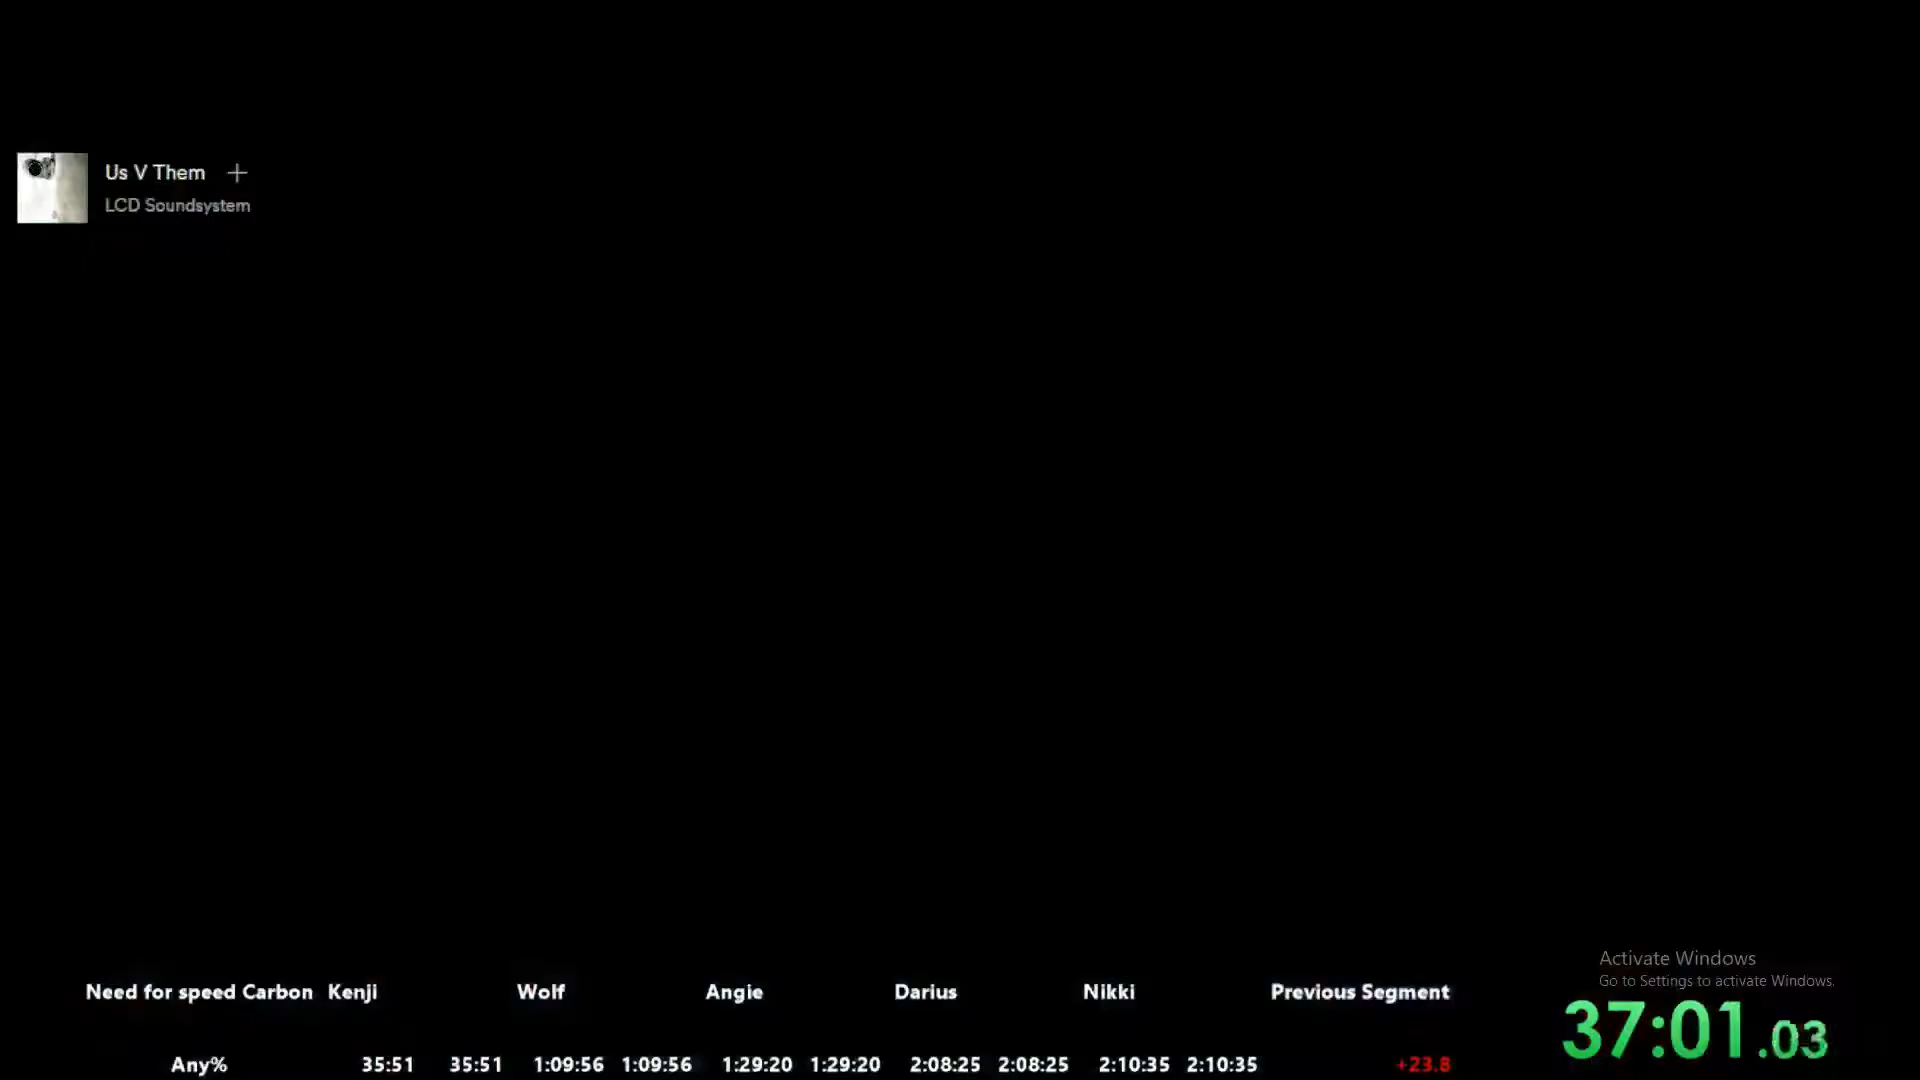 Us V Them
LCD Soundsystem
Activate Windows
Go to Settings to activate Windows.
Need for speed Carbon Kenji Wolf Angie Darius Nikki Previous Segment
37:01.03
Any% 35:51 35:51 1:09:56 1:09:56 1:29:20 1:29:20 2:08:25 2:08:25 2:10:35 2:10:35 +23.8